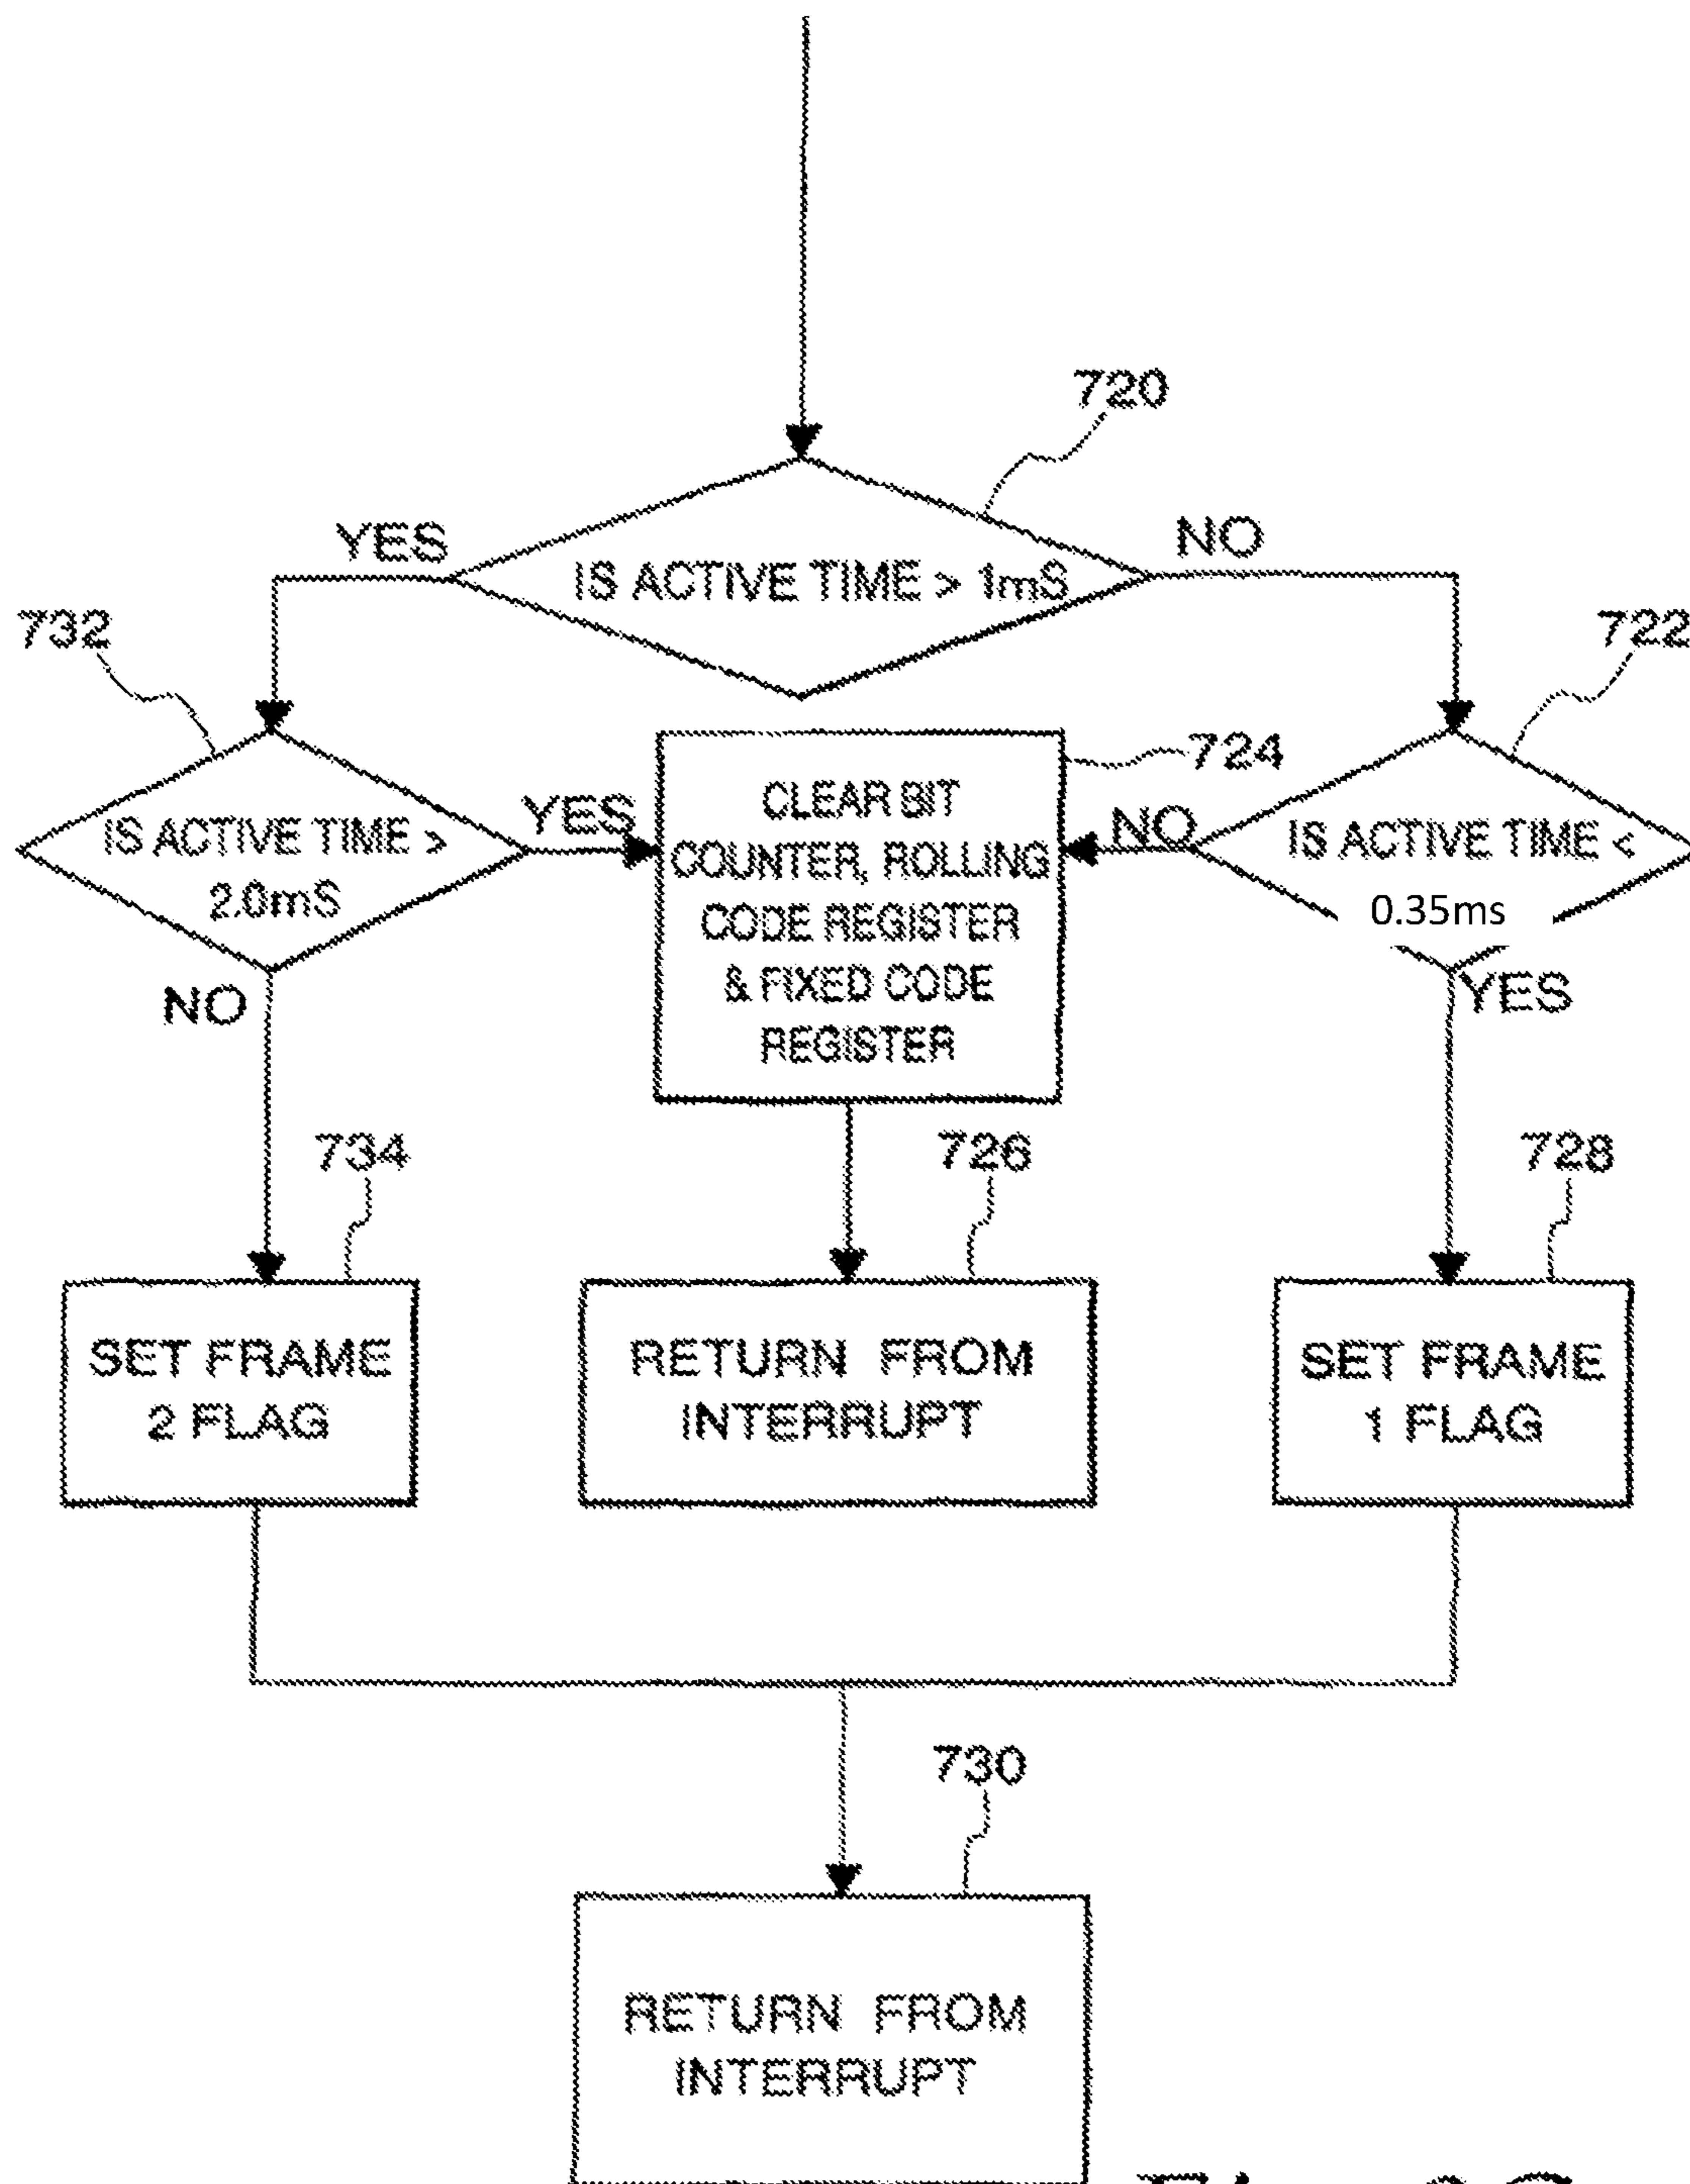 720
YES
NO
IS ACTIVE TIME > 1mS
732
722
724
CLEAR BIT
COUNTER, ROLLING
CODE REGISTER
& FIXED CODE
REGISTER
YES
NO
IS ACTIVE TIME >
2.0mS
IS ACTIVE TIME <
0.35ms
NO
YES
734
726
728
SET FRAME
2 FLAG
RETURN FROM
INTERRUPT
SET FRAME
1 FLAG
730
RETURN FROM
INTERRUPT